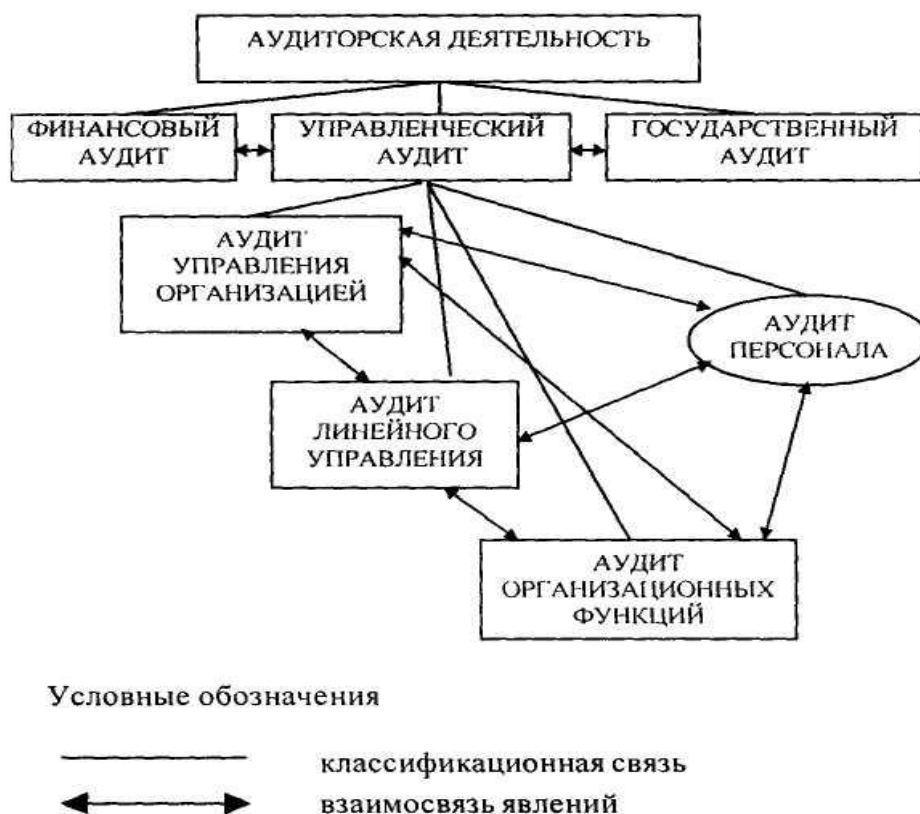 АУДИТОРСКАЯ ДЕЯТЕЛЬНОСТЬ
ФИНАНСОВЫЙ
АУДИТ
УПРАВЛЕНЧЕСКИЙ
АУДИТ
ГОСУДАРСТВЕННЫЙ
АУДИТ
АУДИТ
УПРАВЛЕНИЯ
ОРГАНИЗАЦИЕЙ
АУДИТ
ПЕРСОНАЛА
АУДИТ
ЛИНЕЙНОГО
УПРАВЛЕНИЯ
АУДИТ
ОРГАНИЗАЦИОННЫХ
ФУНКЦИЙ
Условные обозначения
классификационная связь
взаимосвязь явлений